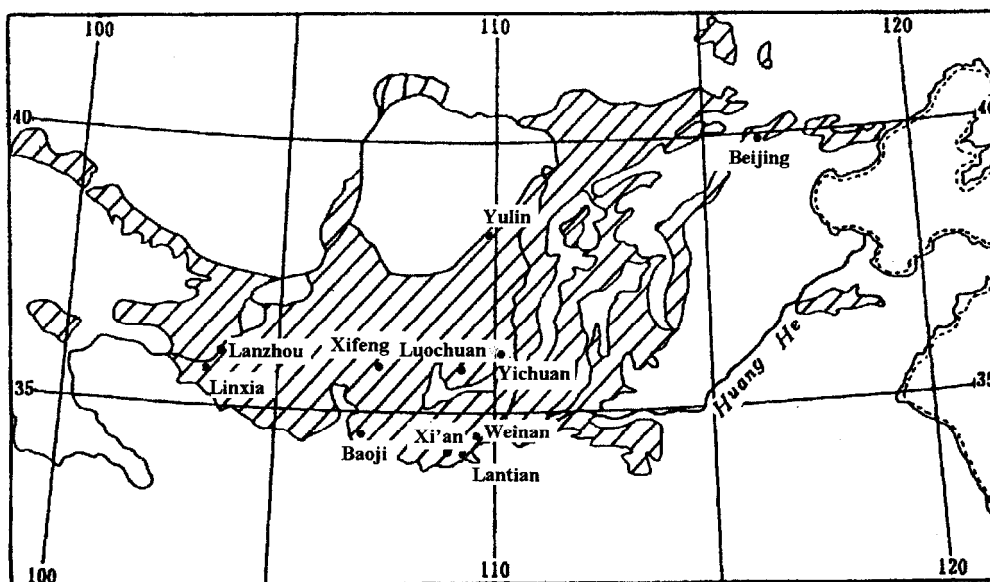 100
110
120
40
40
Beijing
Yulin
Lanzhou
Xifeng
Luochuan
Yichuan
Linxia
Huang He
35
35
Xi'an
Weinan
Baoji
Lantian
100
110
120